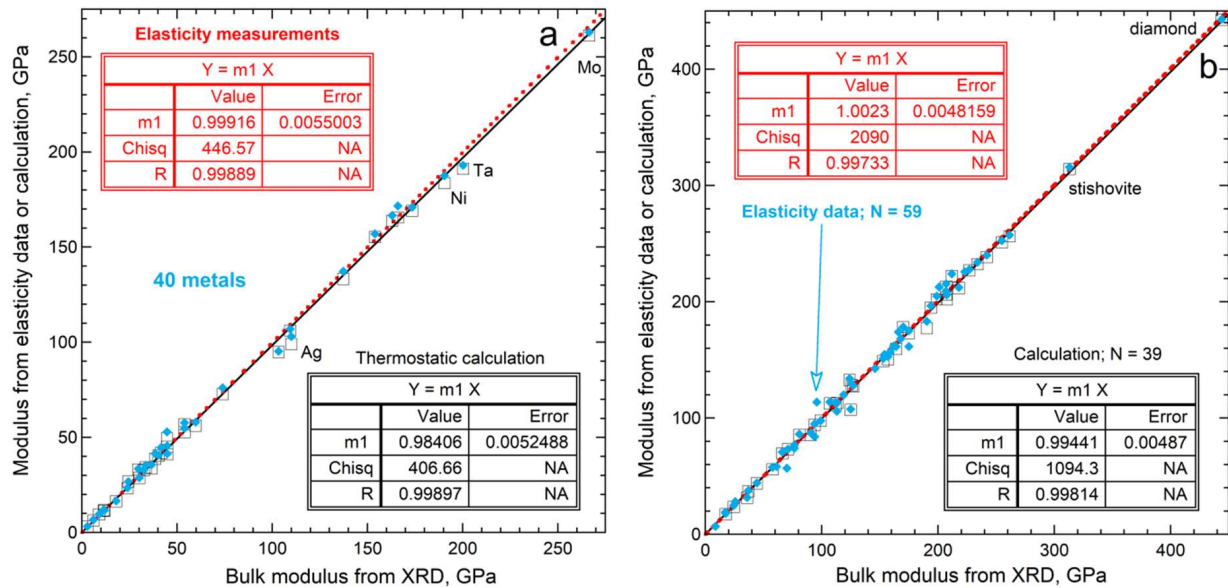 a
Elasticity measurements
Y = m1 X
Value Error
m1 0.99916 0.0055003
Chisq 446.57 NA
R 0.99889 NA
Mo
Ta
Ni
40 metals
Ag
Thermostatic calculation
Y = m1 X
Value Error
m1 0.98406 0.0052488
Chisq 406.66 NA
R 0.99897 NA
250
200
150
100
50
0
0 50 100 150 200 250
Modulus from elasticity data or calculation, GPa
Bulk modulus from XRD, GPa
diamond
b
Y = m1 X
Value Error
m1 1.0023 0.0048159
Chisq 2090 NA
R 0.99733 NA
stishovite
Elasticity data; N = 59
Calculation; N = 39
Y = m1 X
Value Error
m1 0.99441 0.00487
Chisq 1094.3 NA
R 0.99814 NA
400
300
200
100
0
0 100 200 300 400
Modulus from elasticity data or calculation, GPa
Bulk modulus from XRD, GPa